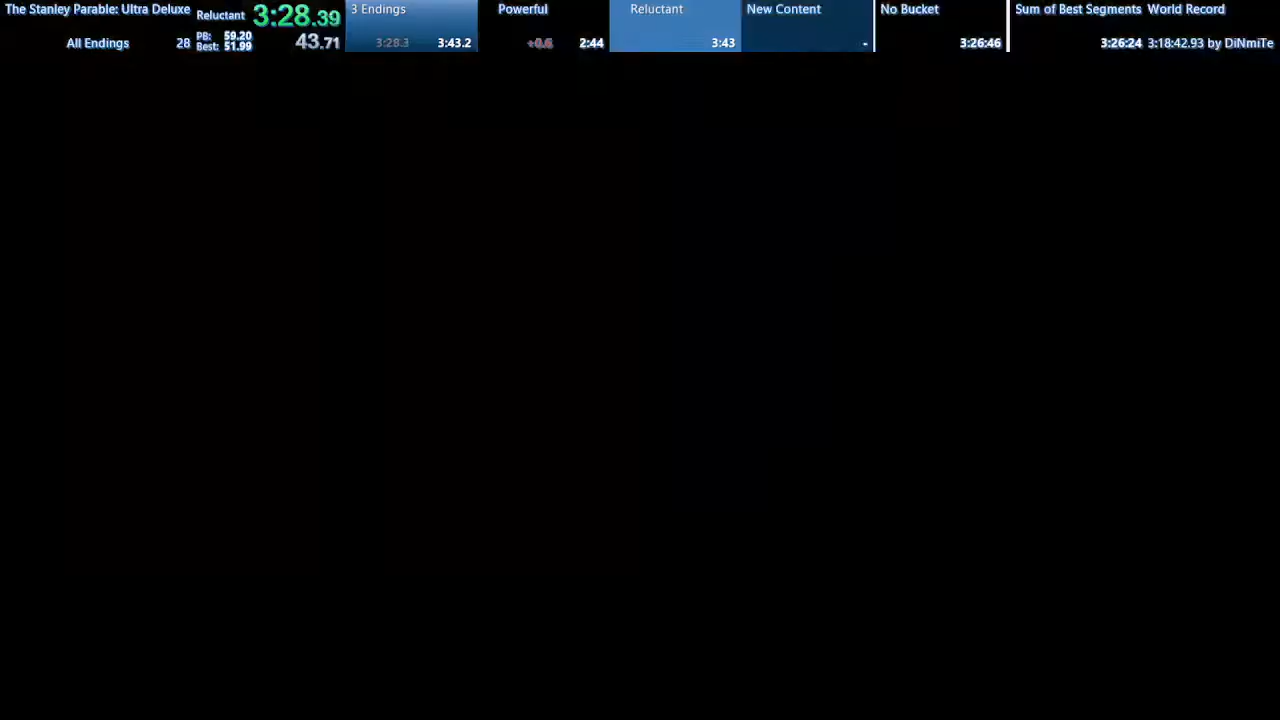 The Stanley Parable: Ultra Deluxe
All Endings 28
Reluctant 3:28.39
PB: 59.20
Best: 51.99
43.71
3 Endings
3:28.3 3:43.2
Powerful
+0.6 2:44
Reluctant
3:43
New Content
-
No Bucket
3:26:46
Sum of Best Segments
3:26:24
World Record
3:18:42.93 by DiNmiTe